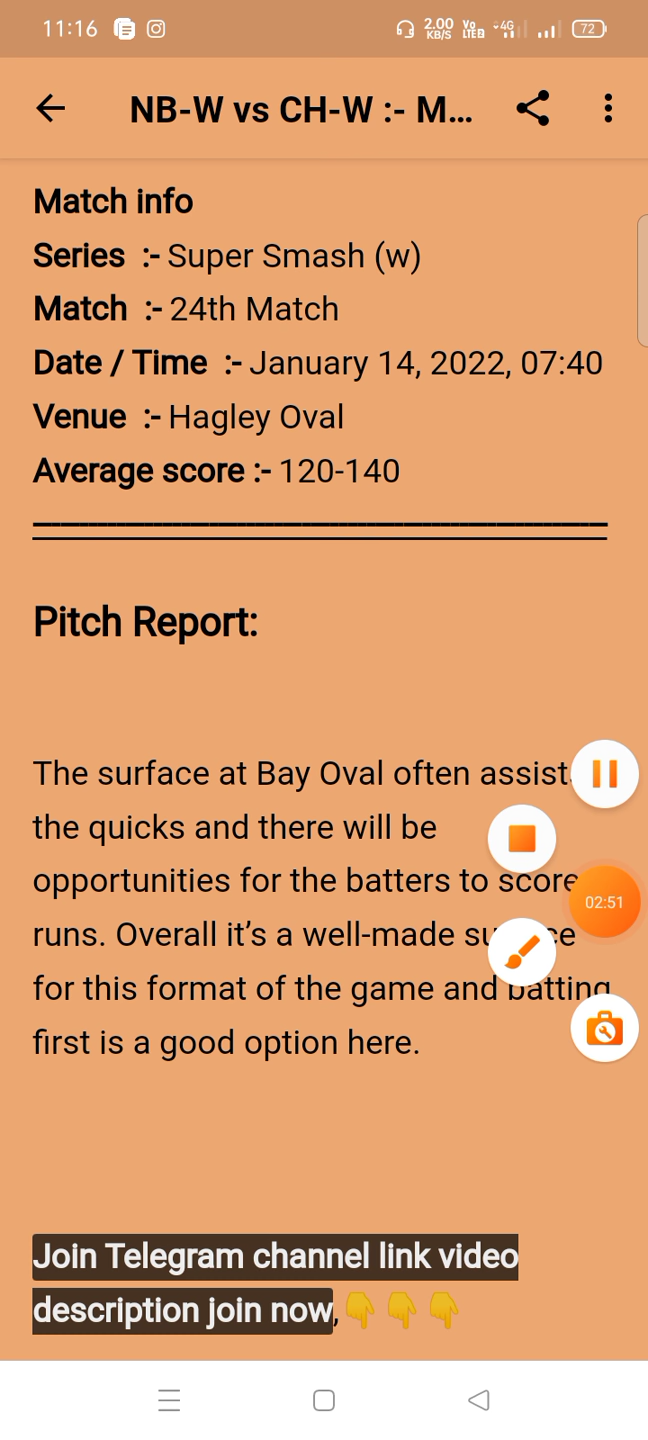 11:16 2.00 KB/S Vo LTE2 4G 72
NB-W vs CH-W :- M...
Match info
Series :- Super Smash (w)
Match :- 24th Match
Date / Time :- January 14, 2022, 07:40
Venue :- Hagley Oval
Average score :- 120-140
Pitch Report:
The surface at Bay Oval often assist
the quicks and there will be
opportunities for the batters to score
02:51
runs. Overall it’s a well-made
for this format of the game and batting
first is a good option here.
Join Telegram channel link video
description join now,👇👇👇